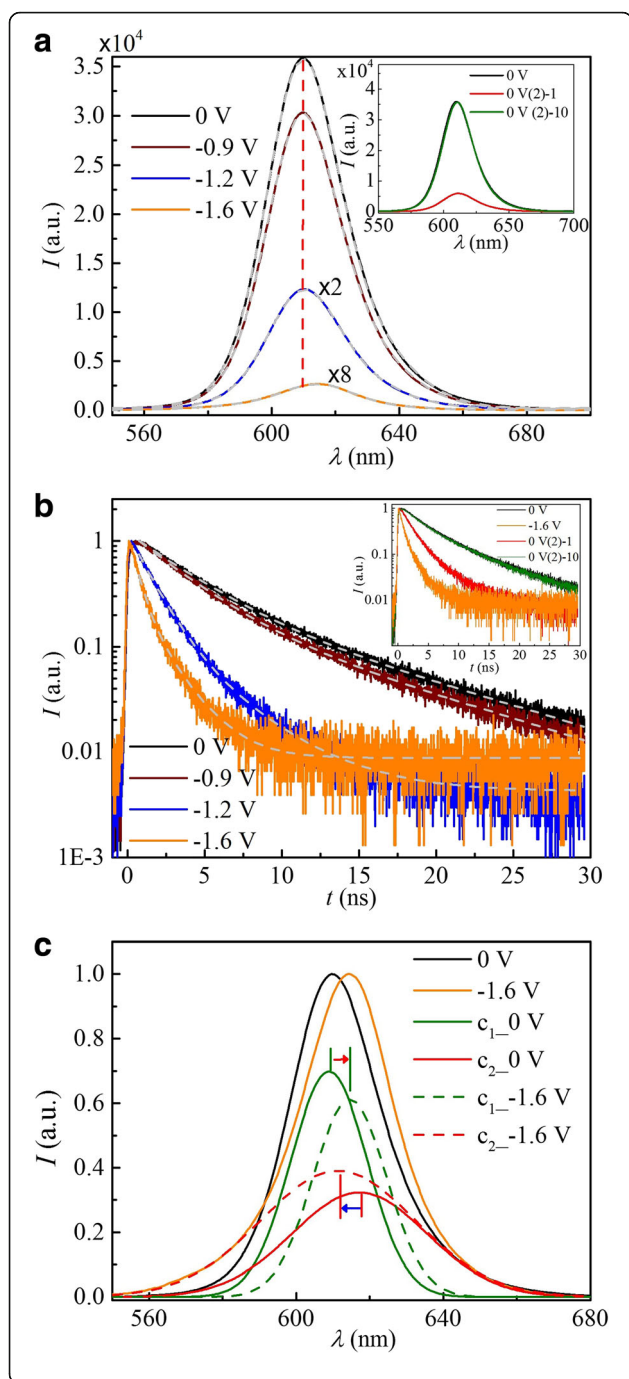 a
x10⁴
3.5
3.0
2.5
2.0
1.5
1.0
0.5
0.0
I (a.u.)
560 600 640 680
λ (nm)
0 V
-0.9 V
-1.2 V
-1.6 V
x2
x8
x10⁴
4
3
2
1
0
I (a.u.)
550 600 650 700
λ (nm)
0 V
0 V(2)-1
0 V (2)-10
b
1
0.1
0.01
1E-3
I (a.u.)
0 5 10 15 20 25 30
t (ns)
0 V
-0.9 V
-1.2 V
-1.6 V
1
0.1
0.01
I (a.u.)
0 5 10 15 20 25 30
t (ns)
0 V
-1.6 V
0 V(2)-1
0 V(2)-10
c
1.0
0.8
0.6
0.4
0.2
0.0
I (a.u.)
560 600 640 680
λ (nm)
0 V
-1.6 V
c₁_0 V
c₂_0 V
c₁_-1.6 V
c₂_-1.6 V